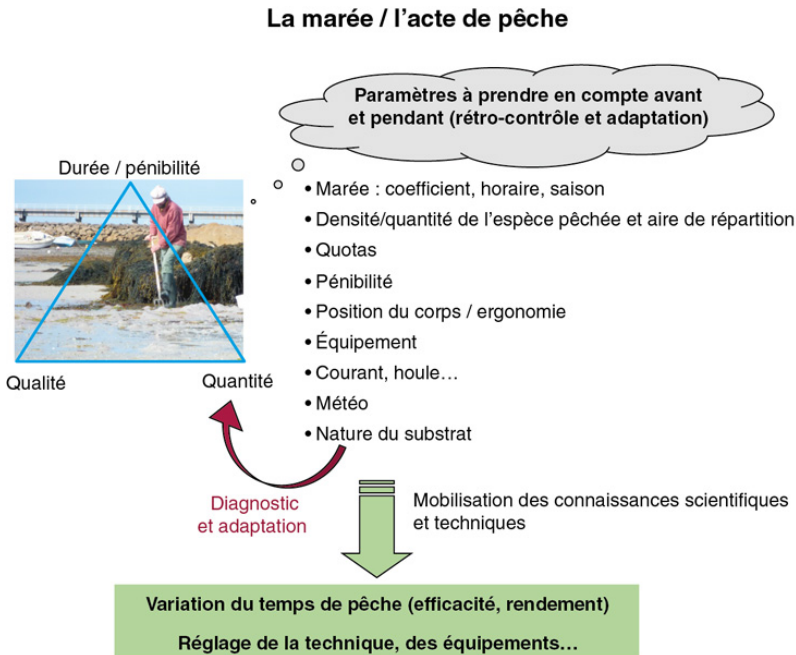 La marée / l’acte de pêche
Paramètres à prendre en compte avant
et pendant (rétro-contrôle et adaptation)
Durée / pénibilité
• Marée : coefficient, horaire, saison
• Densité/quantité de l’espèce pêchée et aire de répartition
• Quotas
• Pénibilité
• Position du corps / ergonomie
• Équipement
• Courant, houle…
• Météo
• Nature du substrat
Qualité
Quantité
Diagnostic
et adaptation
Mobilisation des connaissances scientifiques
et techniques
Variation du temps de pêche (efficacité, rendement)
Réglage de la technique, des équipements…